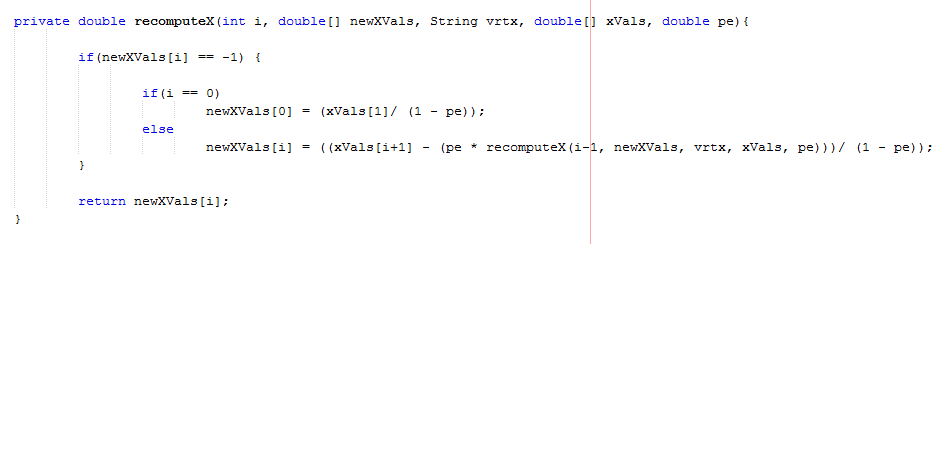 private double recomputeX(int i, double[] newXVals, String vrtx, double[] xVals, double pe){
if(newXVals[i] == -1) {
if(i == 0)
newXVals[0] = (xVals[1]/ (1 - pe));
else
newXVals[i] = ((xVals[i+1] - (pe * recomputeX(i-1, newXVals, vrtx, xVals, pe)))/ (1 - pe));
}
return newXVals[i];
}